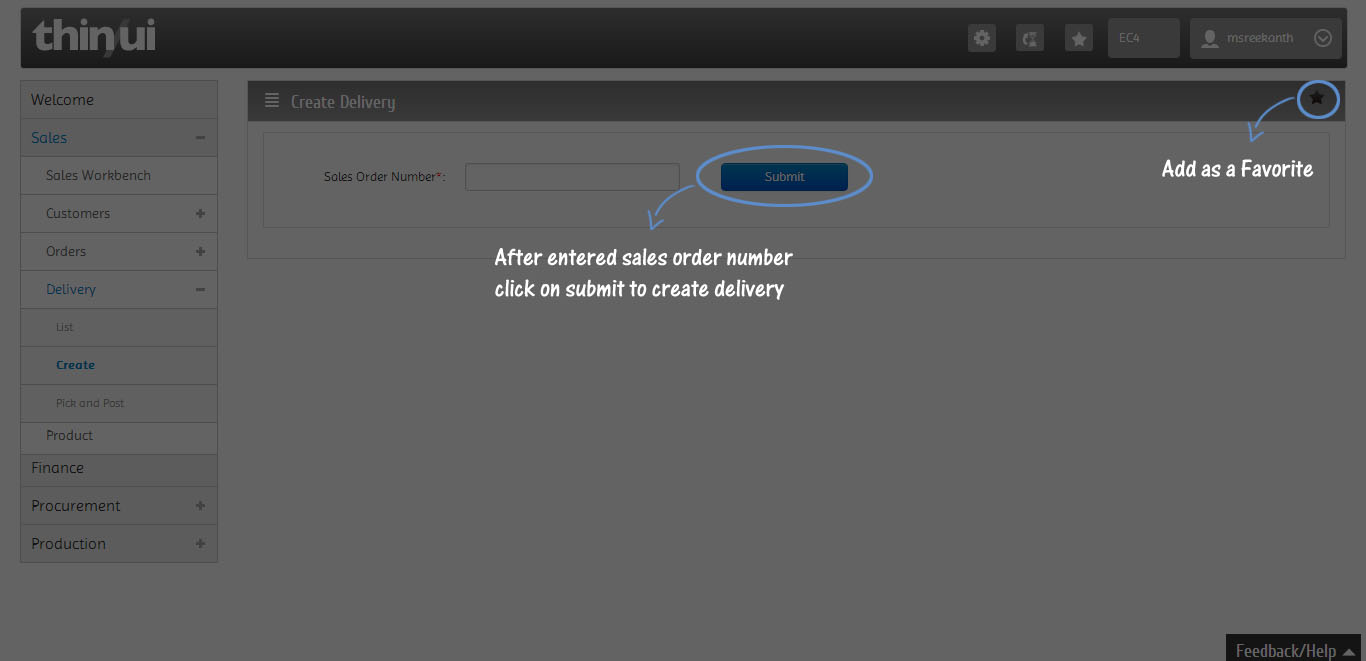 thin/ui
EC4
msreekanth
Welcome
Sales
Sales Workbench
Customers
Orders
Delivery
List
Create
Pick and Post
Product
Finance
Procurement
Production
Create Delivery
Sales Order Number*:
Submit
Add as a Favorite
After entered sales order number
click on submit to create delivery
Feedback/Help